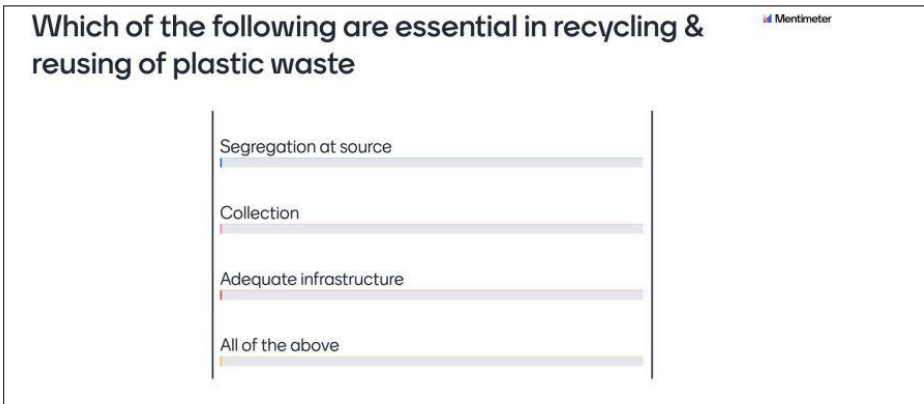 Which of the following are essential in recycling &
reusing of plastic waste
Mentimeter
Segregation at source
Collection
Adequate infrastructure
All of the above